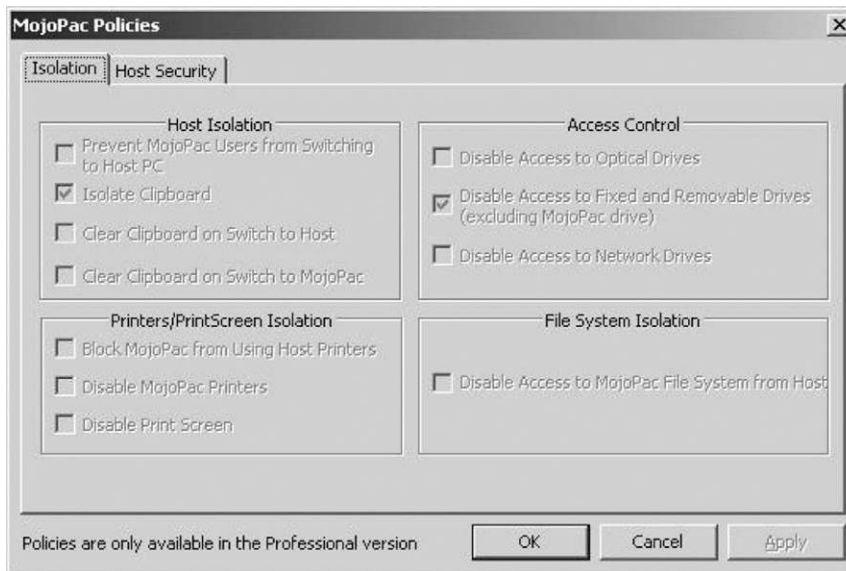 MojoPac Policies
Isolation
Host Security
Host Isolation
Prevent MojoPac Users from Switching
to Host PC
Isolate Clipboard
Clear Clipboard on Switch to Host
Clear Clipboard on Switch to MojoPac
Access Control
Disable Access to Optical Drives
Disable Access to Fixed and Removable Drives
(excluding MojoPac drive)
Disable Access to Network Drives
Printers/PrintScreen Isolation
Block MojoPac from Using Host Printers
Disable MojoPac Printers
Disable Print Screen
File System Isolation
Disable Access to MojoPac File System from Host
Policies are only available in the Professional version
OK
Cancel
Apply